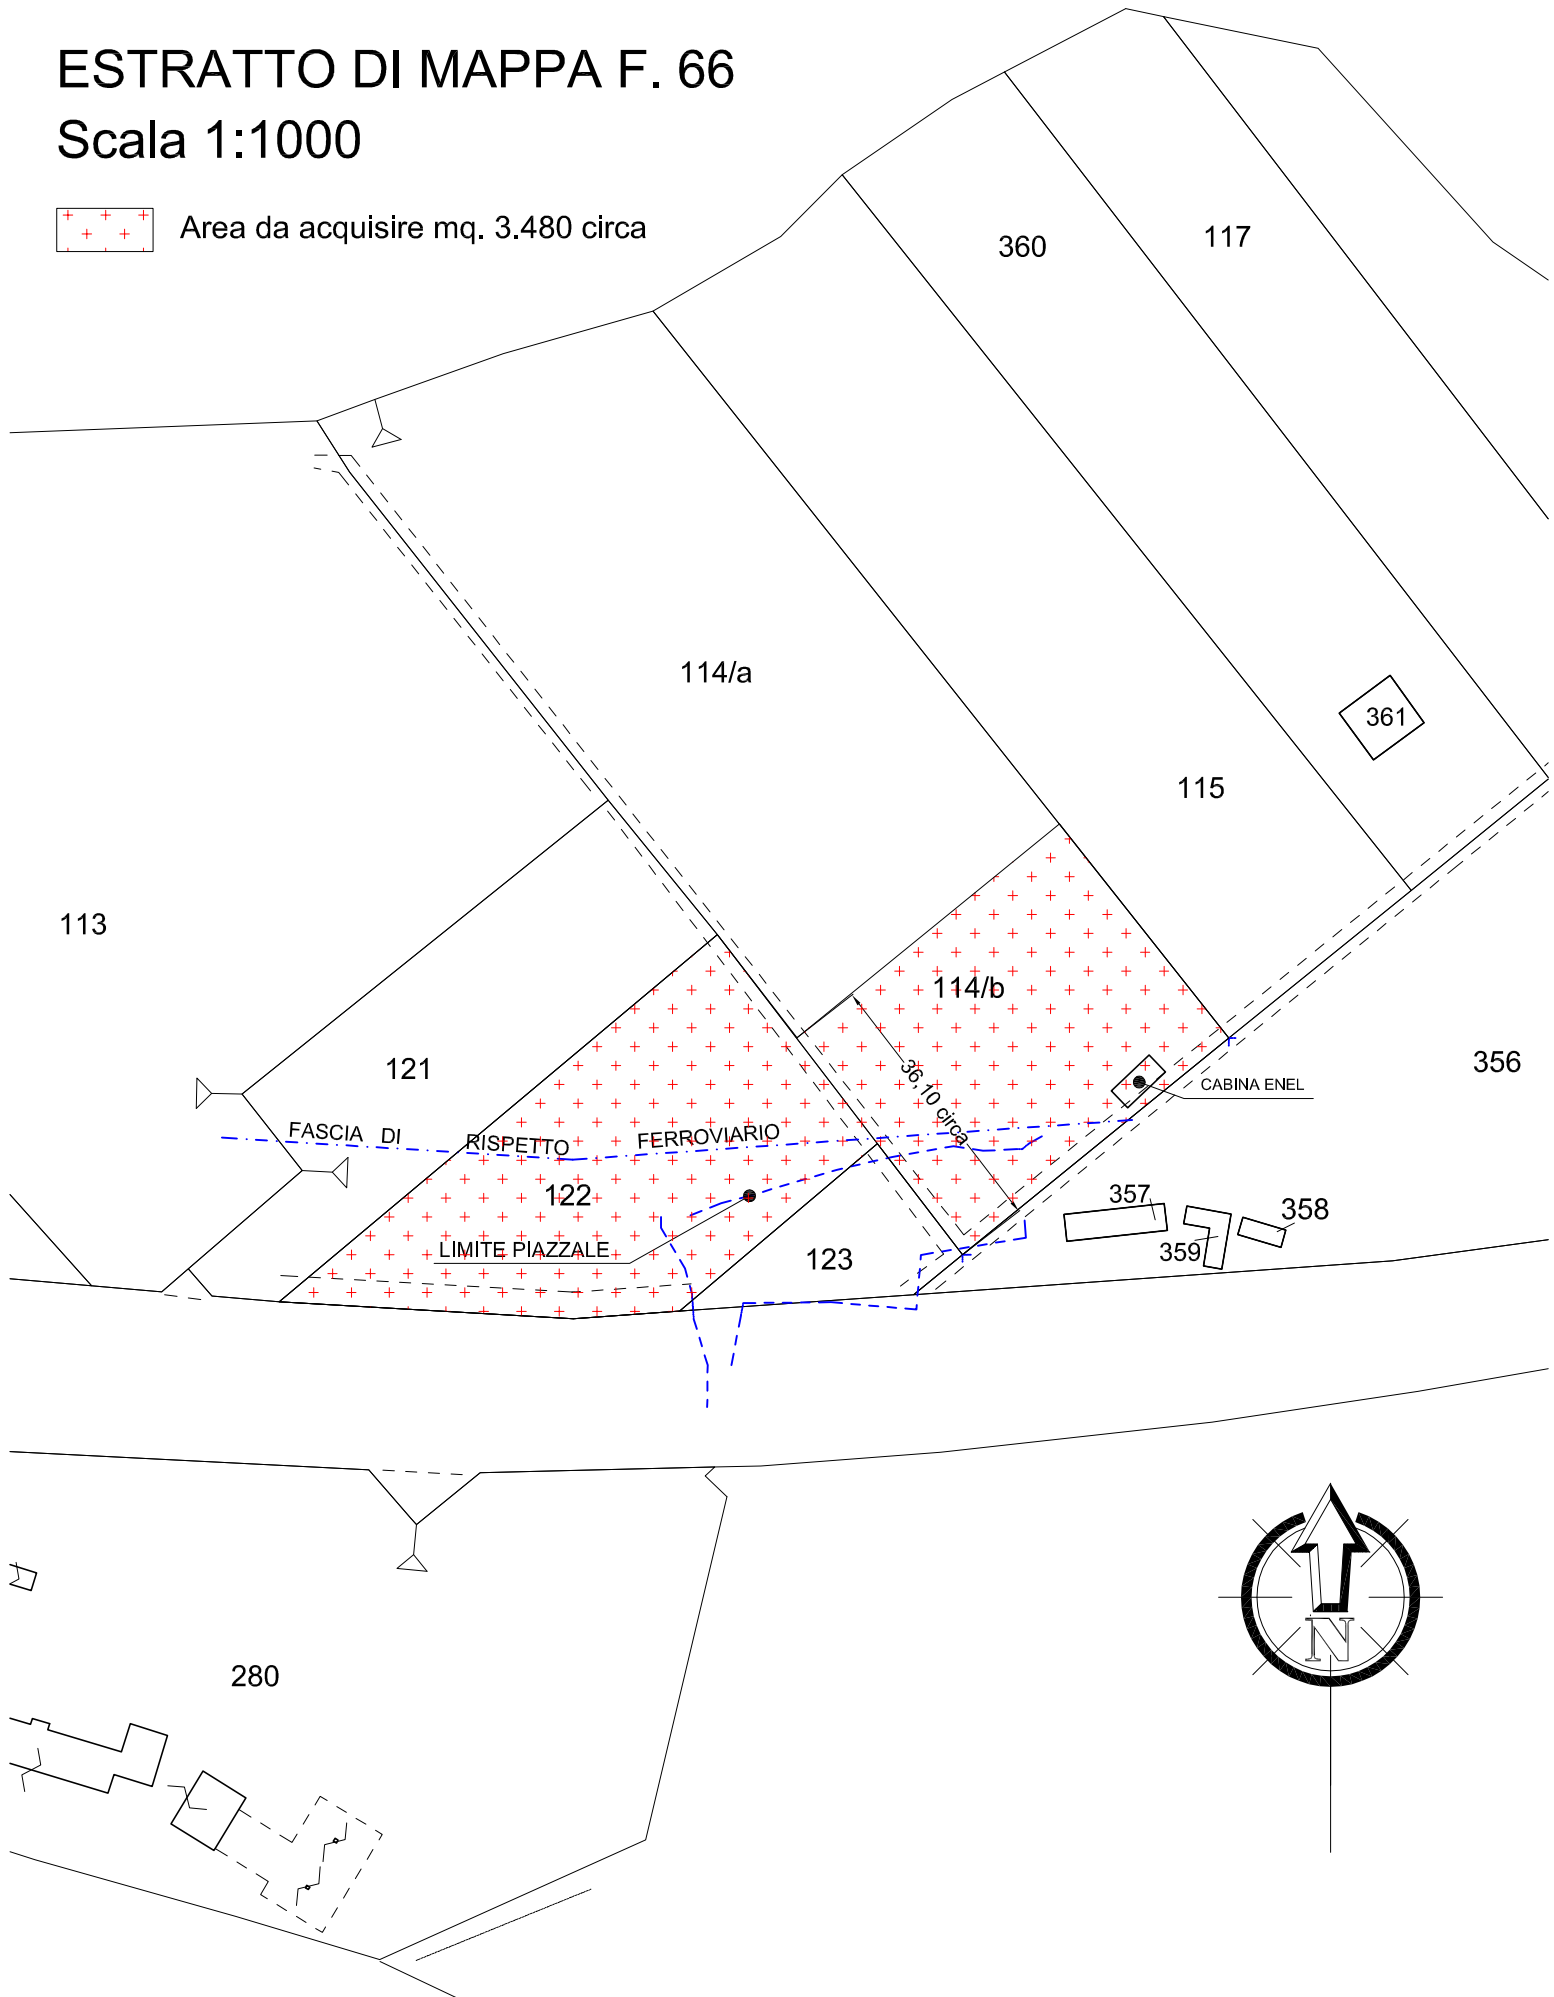 ESTRATTO DI MAPPA F. 66
Scala 1:1000
Area da acquisire mq. 3.480 circa
360
117
114/a
361
115
113
114/b
121
36,10 circa
356
CABINA ENEL
FASCIA DI RISPETTO FERROVIARIO
122
357
358
LIMITE PIAZZALE
123
359
N
280